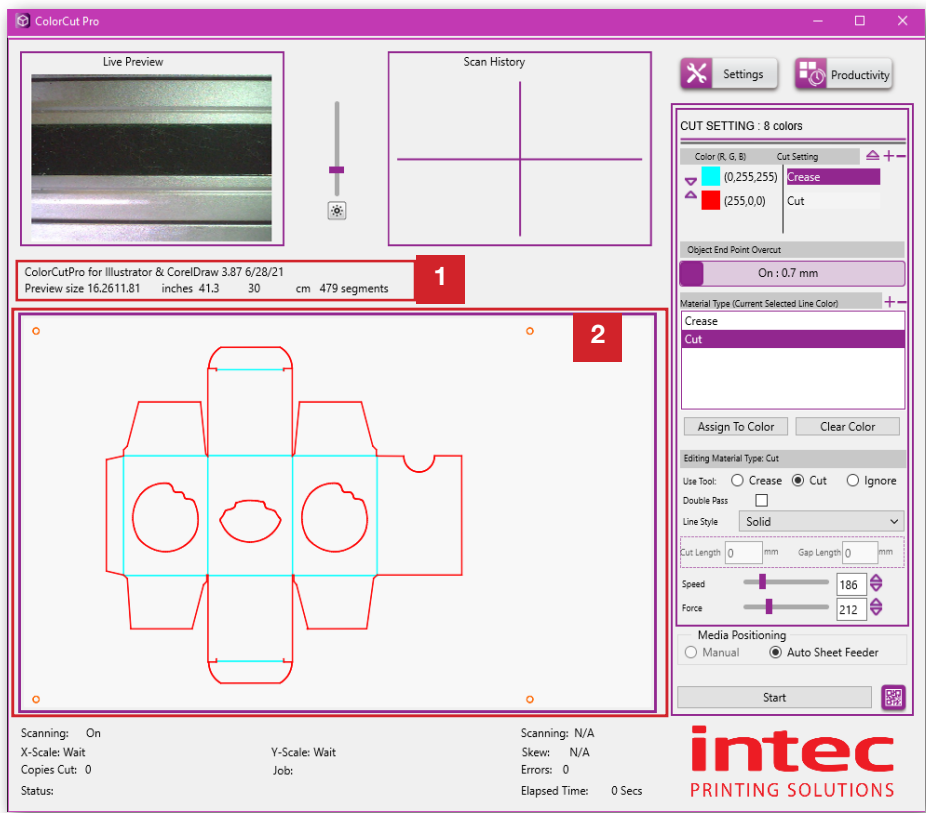 ColorCut Pro
Live Preview
Scan History
Settings
Productivity
CUT SETTING : 8 colors
Color (R, G, B) Cut Setting
(0,255,255) Crease
(255,0,0) Cut
Object End Point Overcut
On : 0.7 mm
ColorCutPro for Illustrator & CorelDraw 3.87 6/28/21
Preview size 16.2611.81 inches 41.3 30 cm 479 segments
1
2
Material Type (Current Selected Line Color)
Crease
Cut
Assign To Color Clear Color
Editing Material Type: Cut
Use Tool: Crease Cut Ignore
Double Pass
Line Style Solid
Cut Length 0 mm Gap Length 0 mm
Speed 186
Force 212
Media Positioning
Manual Auto Sheet Feeder
Start
Scanning: On
X-Scale: Wait Y-Scale: Wait
Copies Cut: 0 Job:
Status:
Scanning: N/A
Skew: N/A
Errors: 0
Elapsed Time: 0 Secs
intec
PRINTING SOLUTIONS